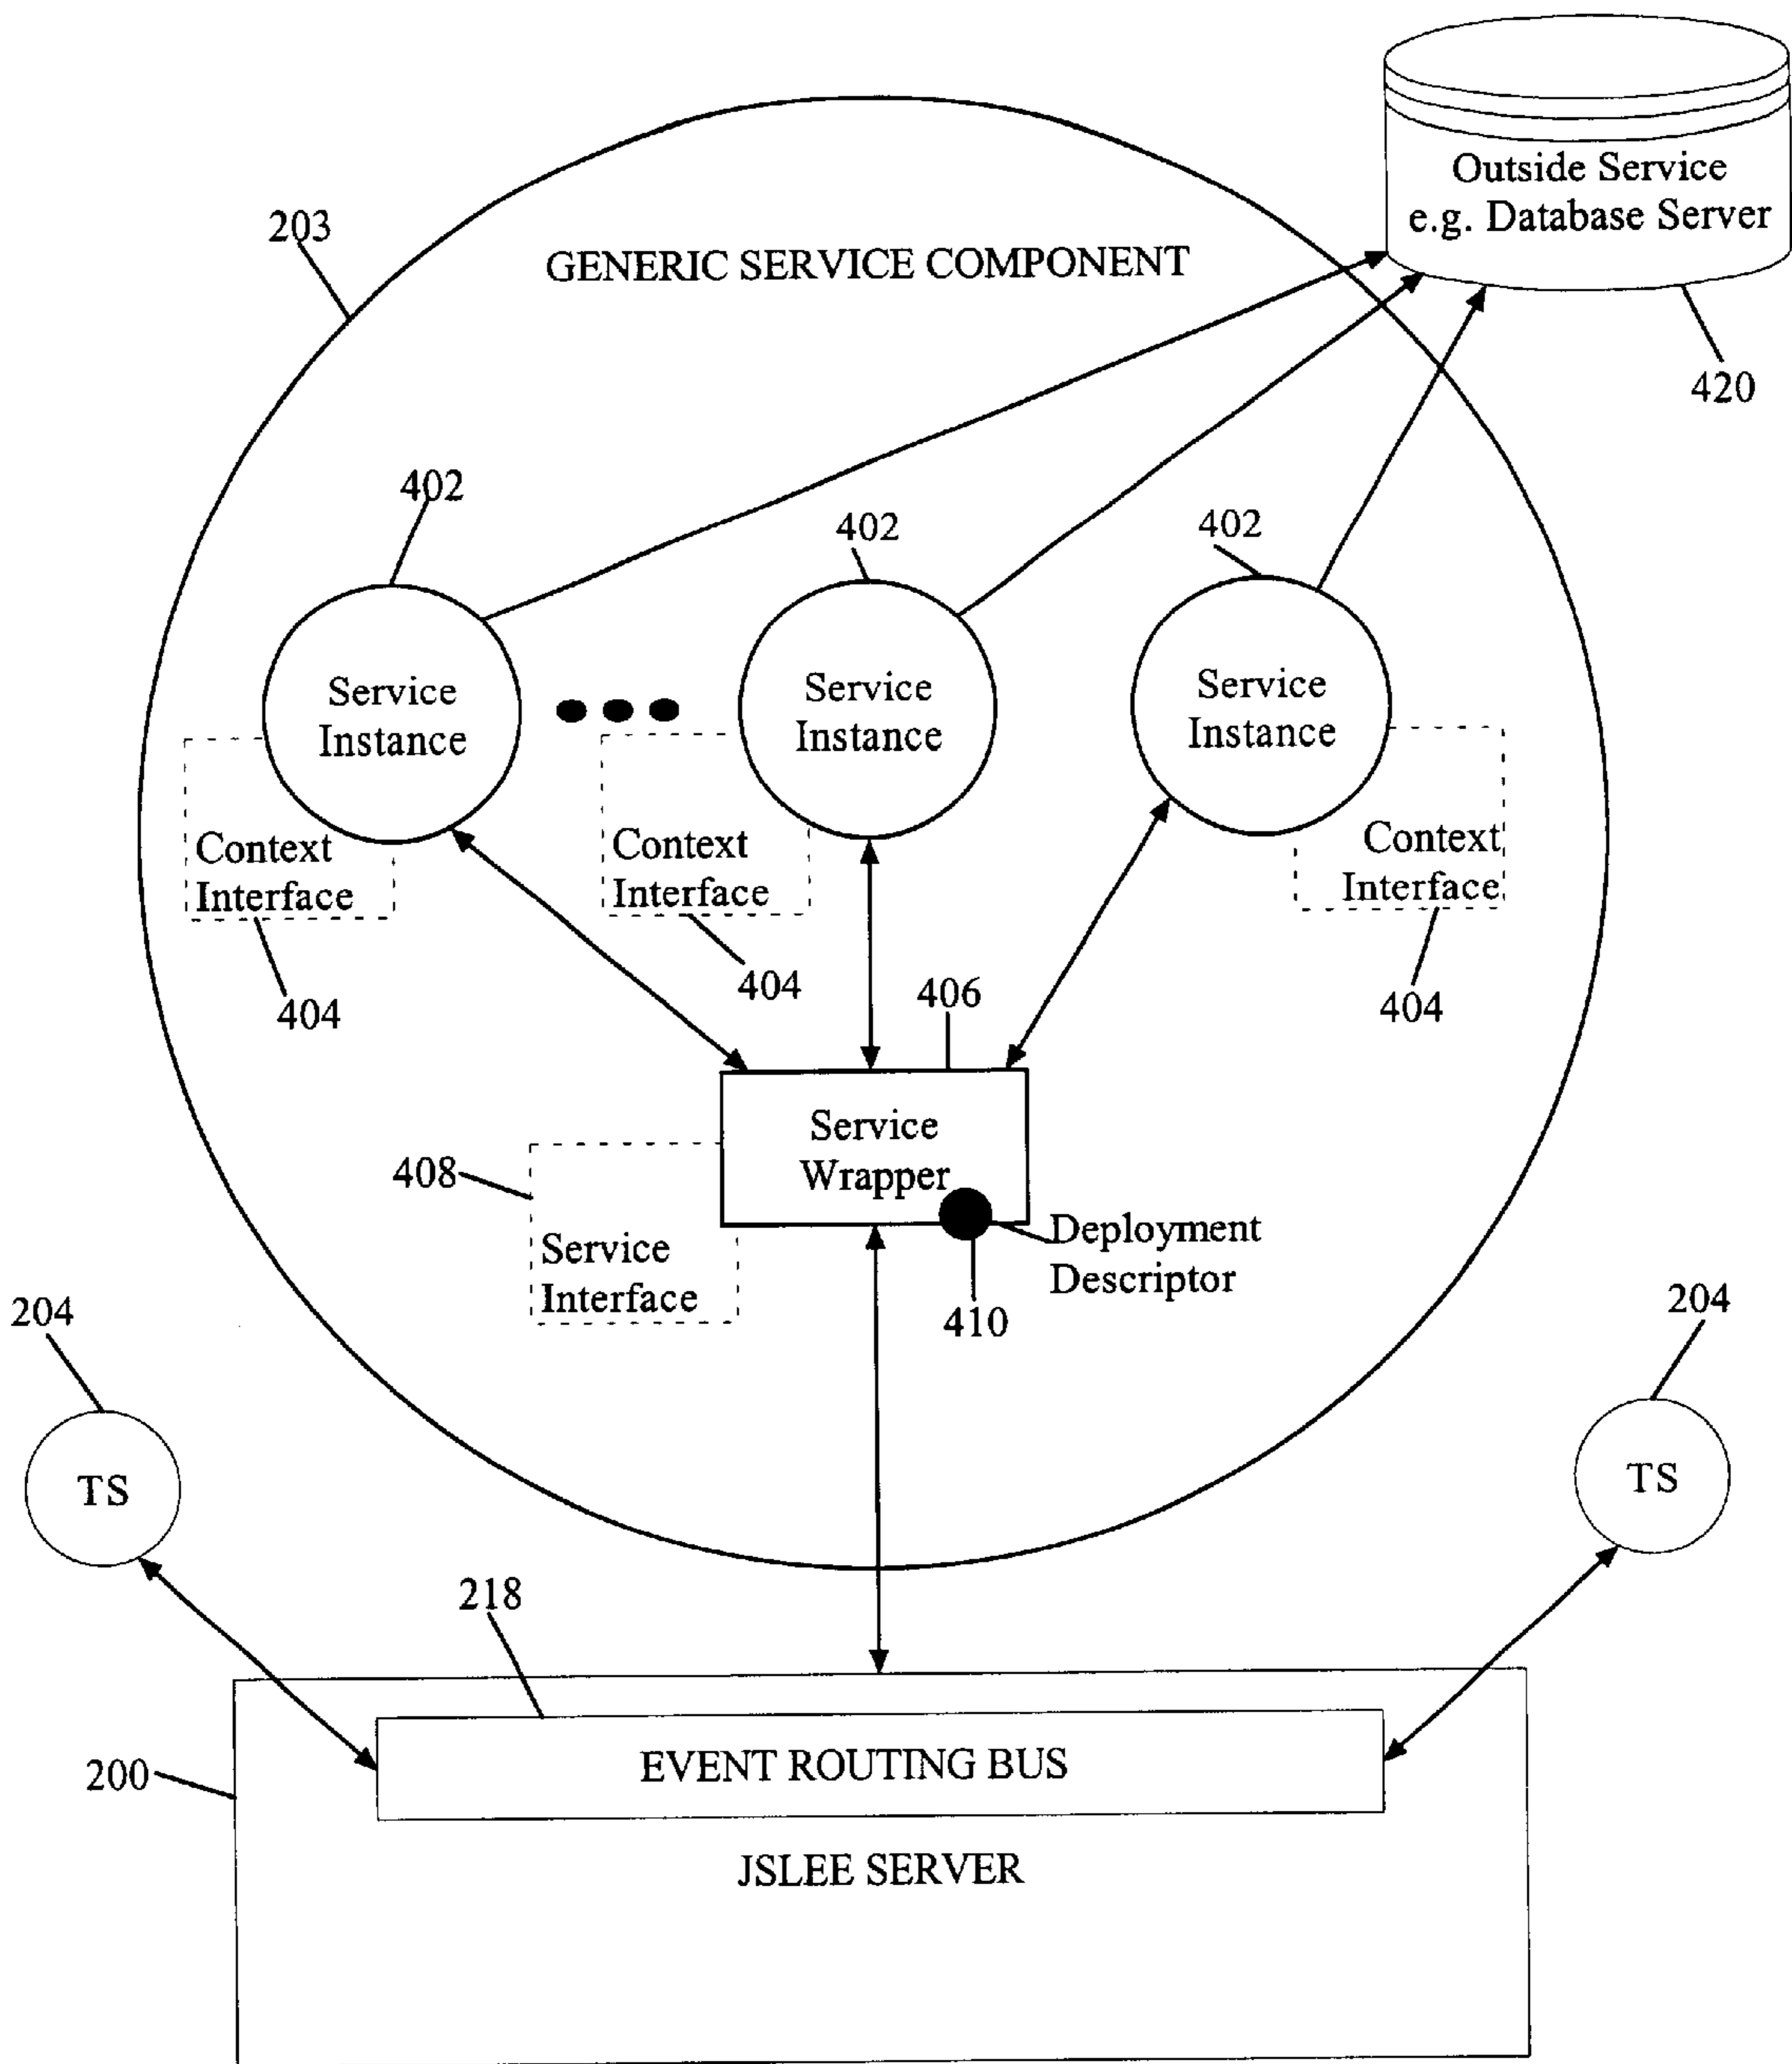 Outside Service
e.g. Database Server
203
GENERIC SERVICE COMPONENT
420
402
402
402
Service
Instance
Service
Instance
Service
Instance
Context
Interface
Context
Interface
Context
Interface
404
404
404
406
Service
Wrapper
408
Service
Interface
Deployment
Descriptor
410
204
204
TS
TS
218
EVENT ROUTING BUS
200
JSLEE SERVER